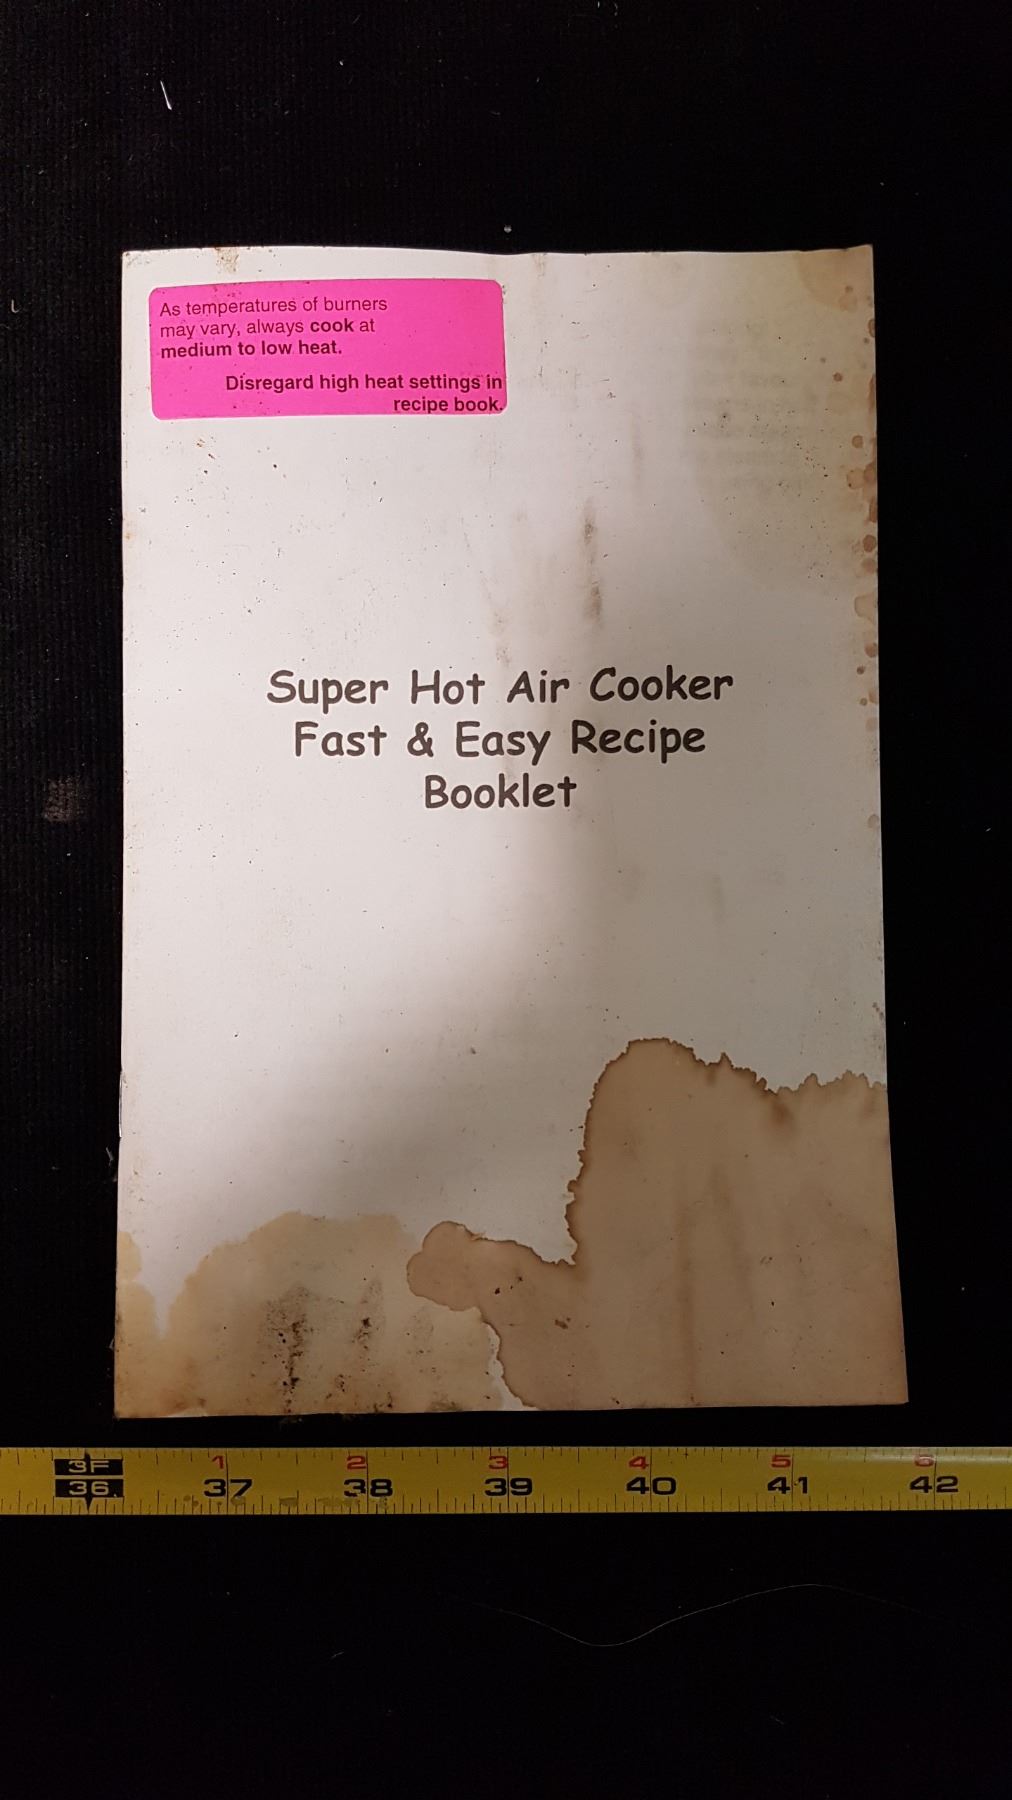 As temperatures of burners
may vary, always cook at
medium to low heat.
Disregard high heat settings in
recipe book.
Super Hot Air Cooker
Fast & Easy Recipe
Booklet
3F 1 2 3 4 5 6
36 37 38 39 40 41 42